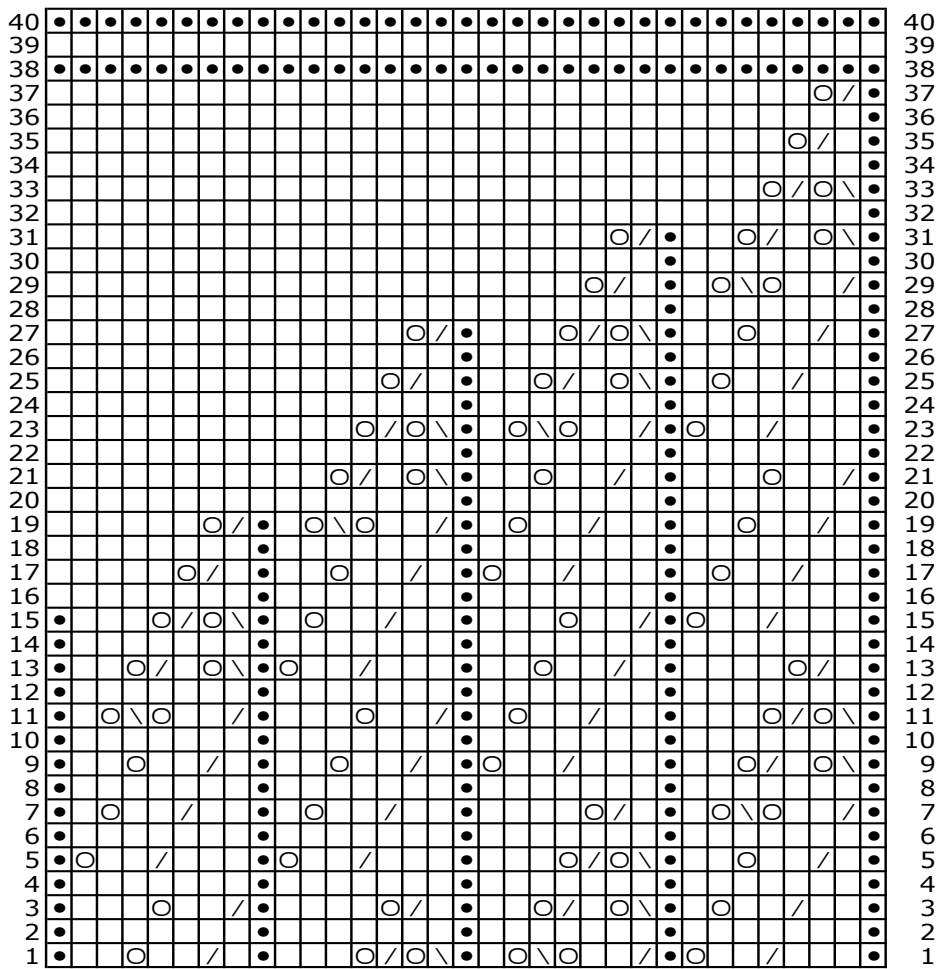 40 ● ● ● ● ● ● ● ● ● ● ● ● ● ● ● ● ● ● ● ● ● ● ● ● ● ● ● ● ● ● ● ● ● 40
39 39
38 ● ● ● ● ● ● ● ● ● ● ● ● ● ● ● ● ● ● ● ● ● ● ● ● ● ● ● ● ● ● ● ● ● 38
37 O / ● 37
36 ● 36
35 O / ● 35
34 ● 34
33 O / O \ ● 33
32 ● 32
31 O / ● O / O \ ● 31
30 ● ● 30
29 O / ● O \ O / ● 29
28 ● ● 28
27 O / ● O / O \ ● O / ● 27
26 ● ● ● 26
25 O / ● O / O \ ● O / ● 25
24 ● ● ● 24
23 O / O \ ● O \ O / ● O / ● 23
22 ● ● ● 22
21 O / O \ ● O / ● O / ● 21
20 ● ● ● 20
19 O / ● O \ O / ● O / ● O / ● 19
18 ● ● ● ● 18
17 O / ● O / ● O / ● O / ● 17
16 ● ● ● ● 16
15 ● O / O \ ● O / ● O / ● O / ● 15
14 ● ● ● ● ● 14
13 ● O / O \ ● O / ● O / ● O / ● 13
12 ● ● ● ● ● 12
11 ● O \ O / ● O / ● O / ● O / O \ ● 11
10 ● ● ● ● ● 10
9 ● O / ● O / ● O / ● O / O \ ● 9
8 ● ● ● ● ● 8
7 ● O / ● O / ● O / ● O \ O / ● 7
6 ● ● ● ● ● 6
5 ● O / ● O / ● O / O \ ● O / ● 5
4 ● ● ● ● ● 4
3 ● O / ● O / ● O / O \ ● O / ● 3
2 ● ● ● ● ● 2
1 ● O / ● O / O \ ● O \ O / ● O / ● 1